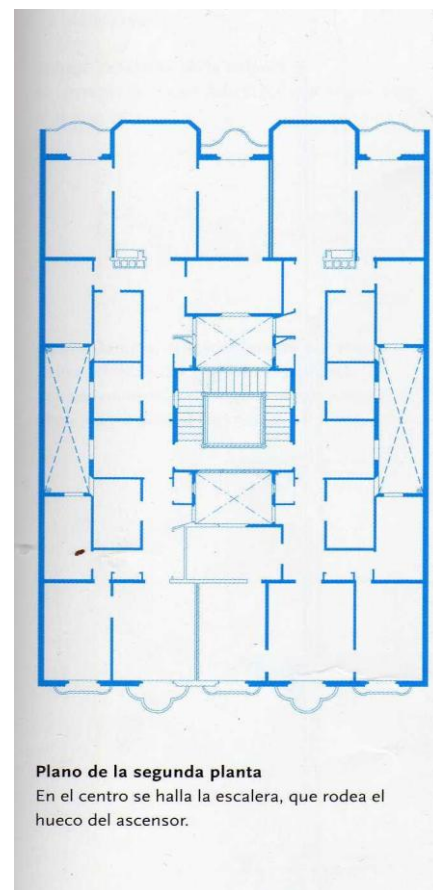 Plano de la segunda planta
En el centro se halla la escalera, que rodea el
hueco del ascensor.